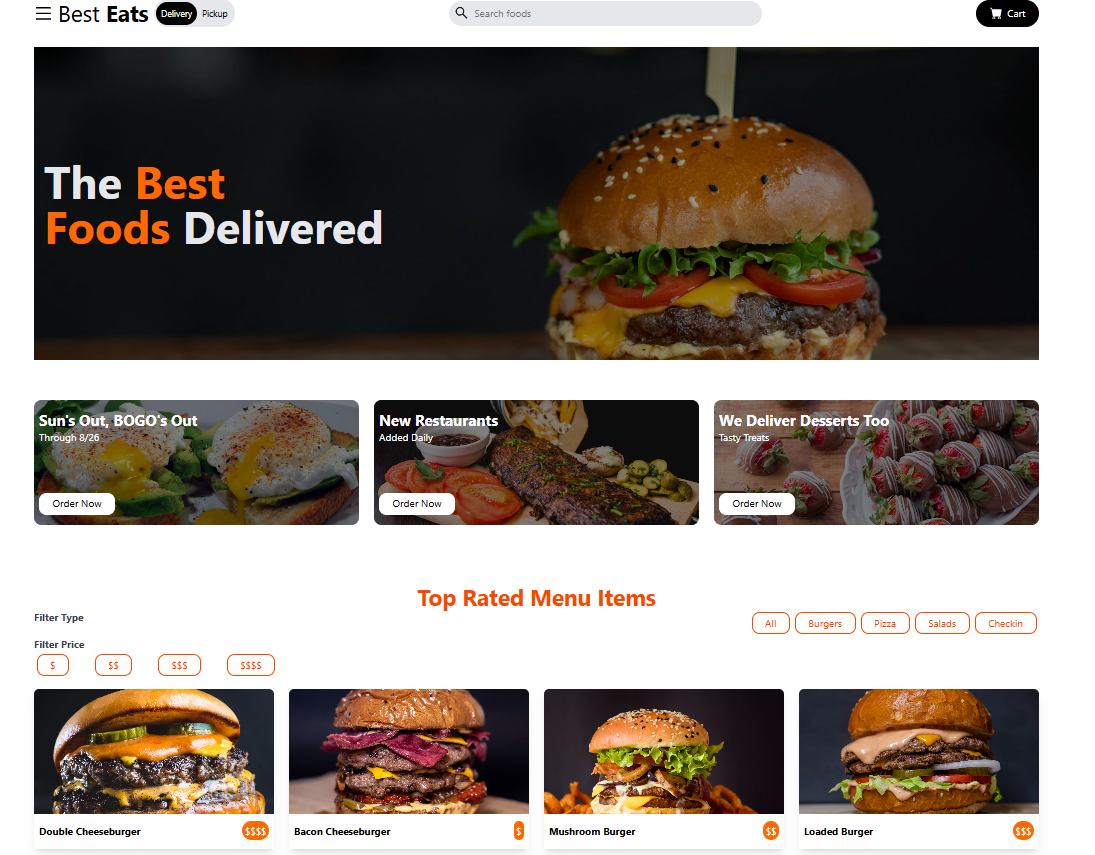 Best Eats Delivery Pickup
Search foods
Cart
The Best
Foods Delivered
Sun's Out, BOGO's Out
Through 8/26
Order Now
New Restaurants
Added Daily
Order Now
We Deliver Desserts Too
Tasty Treats
Order Now
Top Rated Menu Items
Filter Type
All Burgers Pizza Salads Checkin
Filter Price
$ $$ $$$ $$$$
Double Cheeseburger $$$$
Bacon Cheeseburger $
Mushroom Burger $$
Loaded Burger $$$